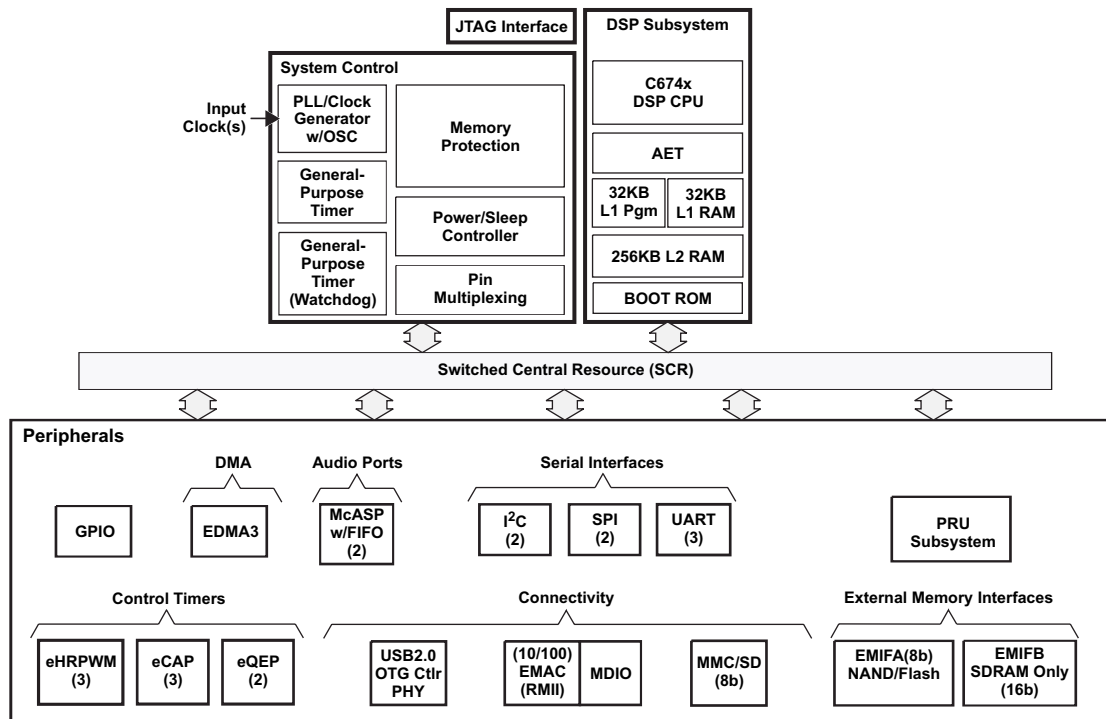 JTAG Interface
DSP Subsystem
System Control
Input
Clock(s)
PLL/Clock
Generator
w/OSC
General-
Purpose
Timer
General-
Purpose
Timer
(Watchdog)
Memory
Protection
Power/Sleep
Controller
Pin
Multiplexing
C674x
DSP CPU
AET
32KB
L1 Pgm
32KB
L1 RAM
256KB L2 RAM
BOOT ROM
Switched Central Resource (SCR)
Peripherals
DMA
Audio Ports
Serial Interfaces
GPIO
EDMA3
McASP
w/FIFO
(2)
I²C
(2)
SPI
(2)
UART
(3)
PRU
Subsystem
Control Timers
Connectivity
External Memory Interfaces
eHRPWM
(3)
eCAP
(3)
eQEP
(2)
USB2.0
OTG Ctlr
PHY
(10/100)
EMAC
(RMII)
MDIO
MMC/SD
(8b)
EMIFA(8b)
NAND/Flash
EMIFB
SDRAM Only
(16b)